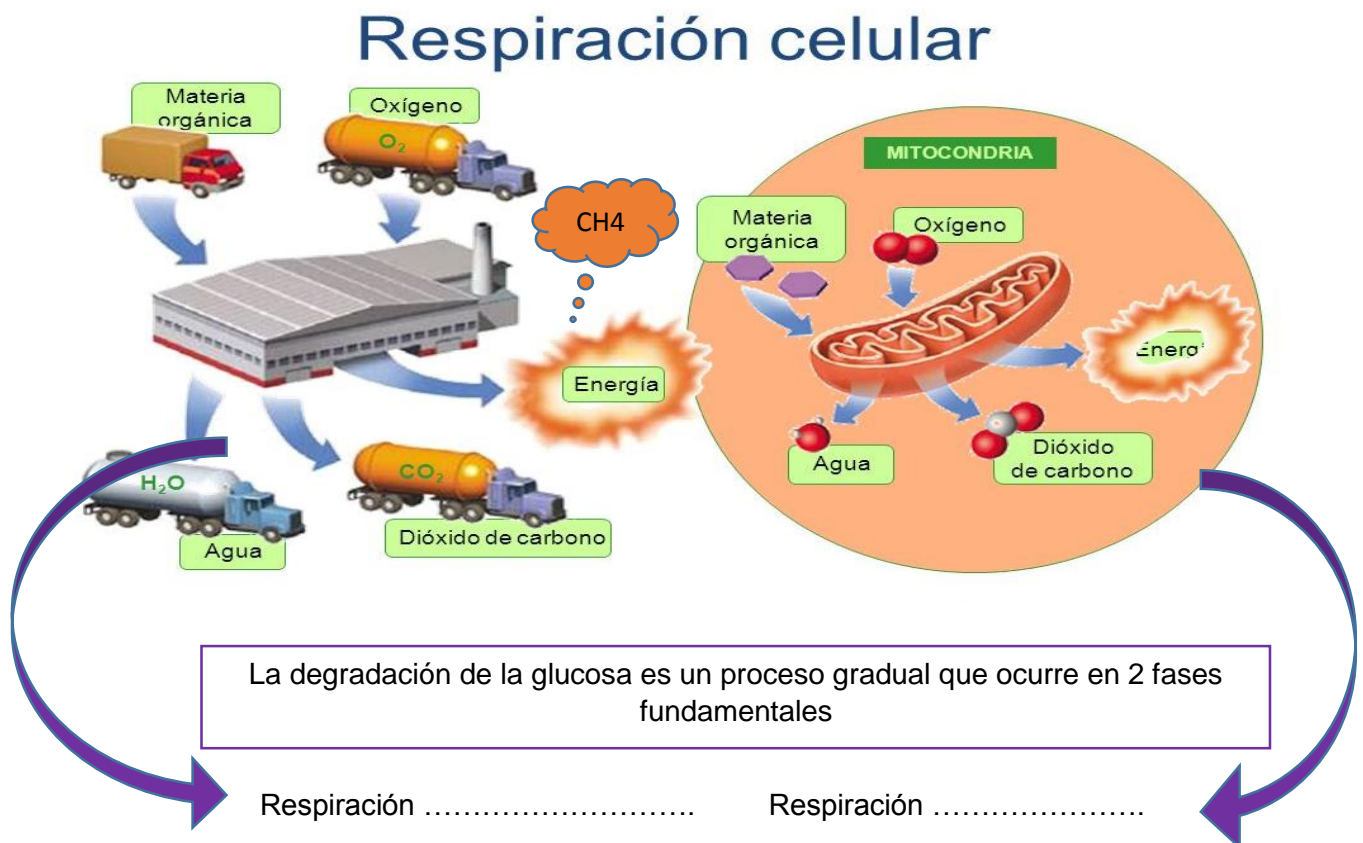 Respiración celular
Materia
orgánica
Oxígeno
O₂
CH4
Energía
H₂O
Agua
CO₂
Dióxido de carbono
MITOCONDRIA
Materia
orgánica
Oxígeno
Agua
Dióxido
de carbono
La degradación de la glucosa es un proceso gradual que ocurre en 2 fases
fundamentales
Respiración ……………………….
Respiración ………………….